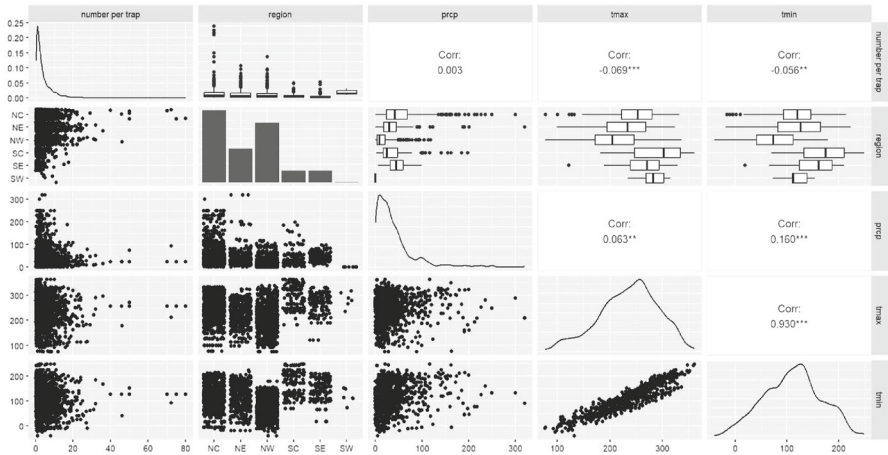 number per trap region prcp tmax tmin
0.25
0.20
0.15
0.10
0.05
0.00
Corr:
0.003
Corr:
-0.069***
Corr:
-0.056**
number per trap
NC
NE
NW
SC
SE
SW
region
300
200
100
0
Corr:
0.063**
Corr:
0.160***
prcp
300
200
100
Corr:
0.930***
tmax
200
100
0
tmin
0 20 40 60 80 NC NE NW SC SE SW 0 100 200 300 100 200 300 0 100 200